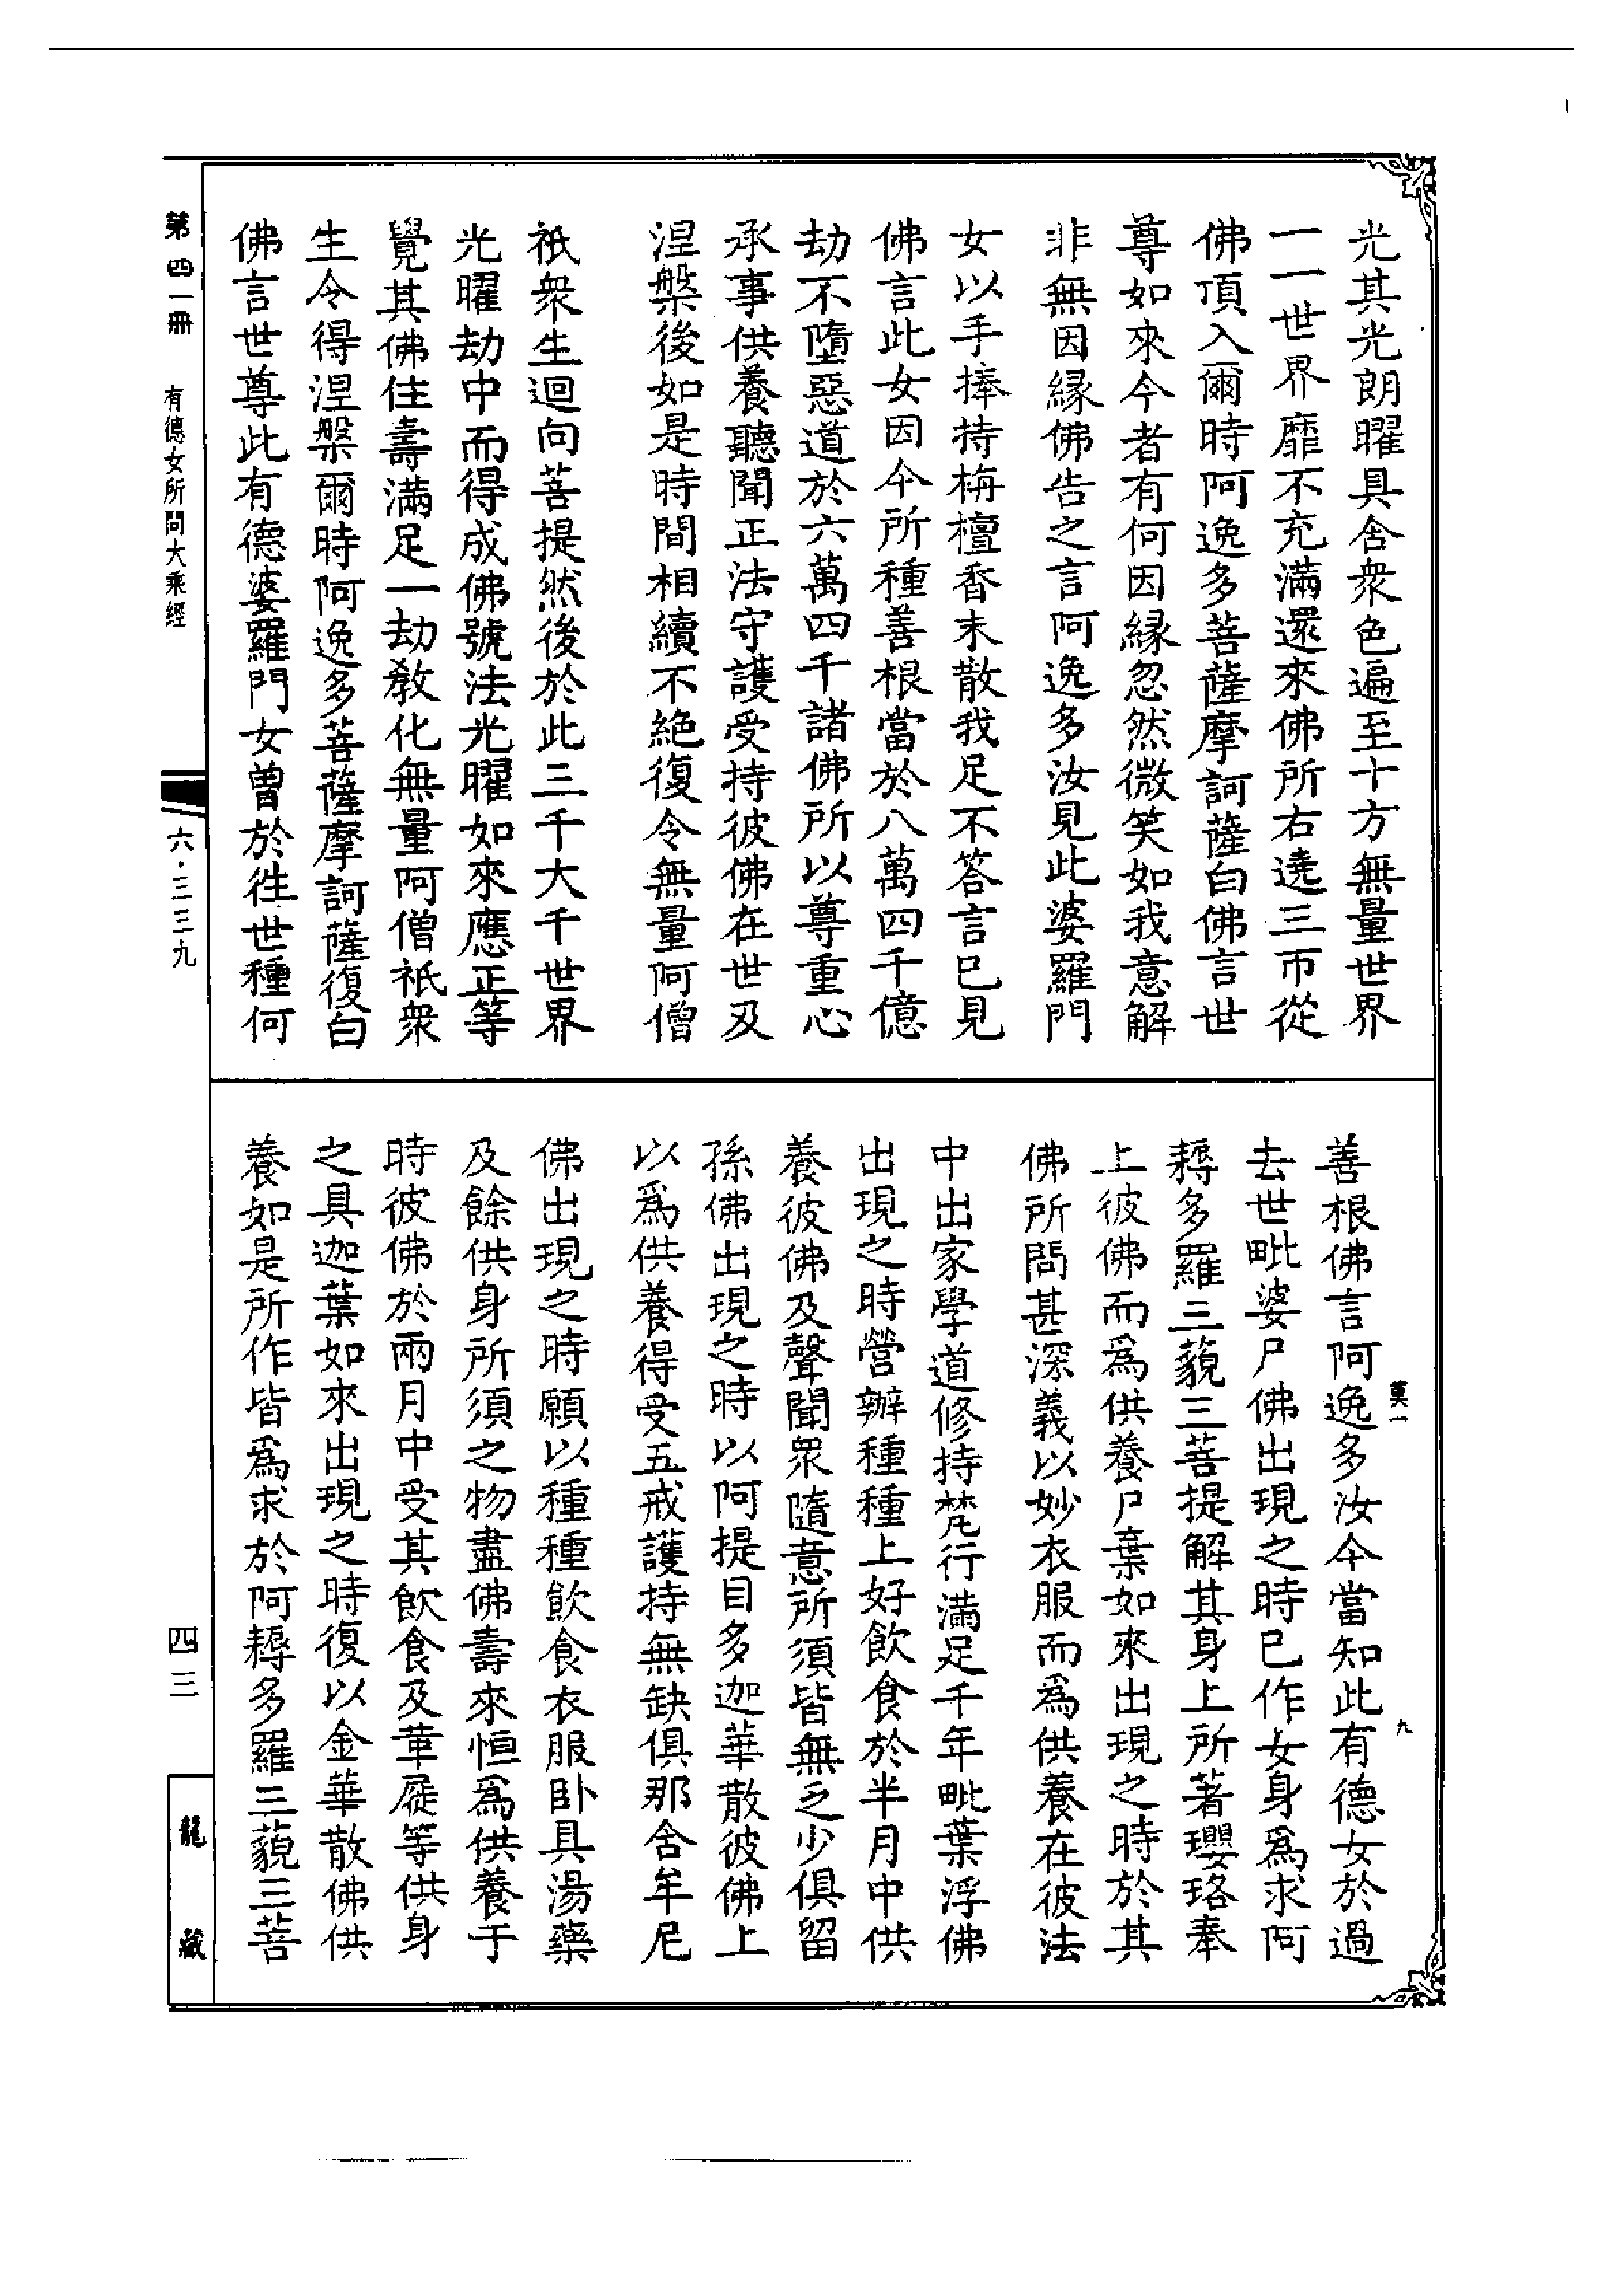 光其光朗曜具含衆色遍至十方無量世界
一一世界靡不充滿還來佛所右遶三帀從
佛頂入爾時阿逸多菩薩摩訶薩白佛言世
尊如來今者有何因縁忽然微笑如我意解
非無因縁佛告之言阿逸多汝見此婆羅門
女以手捧持栴檀香末散我足不答言已見
佛言此女因今所種善根當於八萬四千億
劫不墮惡道於六萬四千諸佛所以尊重心
承事供養聽聞正法守護受持彼佛在世及
涅槃後如是時間相續不絶復令無量阿僧
祇衆生迴向菩提然後於此三千大千世界
光曜劫中而得成佛號法光曜如來應正等
覺其佛住壽滿足一劫教化無量阿僧祇衆
生令得涅槃爾時阿逸多菩薩摩訶薩復白
佛言世尊此有德婆羅門女曾於往世種何
善根佛言阿逸多汝今當知此有德女於過
去世毗婆尸佛出現之時已作女身爲求阿
耨多羅三藐三菩提解其身上所著瓔珞奉
上彼佛而爲供養尸棄如來出現之時於其
佛所問甚深義以妙衣服而爲供養在彼法
中出家學道修持梵行滿足千年毗葉浮佛
出現之時營辦種種上好飲食於半月中供
養彼佛及聲聞衆隨意所須皆無乏少俱留
孫佛出現之時以阿提目多迦華散彼佛上
以爲供養得受五戒護持無缺俱那含牟尼
佛出現之時願以種種飲食衣服卧具湯藥
及餘供身所須之物盡佛壽來恒爲供養于
時彼佛於兩月中受其飲食及革屣等供身
之具迦葉如來出現之時復以金華散佛供
養如是所作皆爲求於阿耨多羅三藐三菩
莫一
九
第四一冊
有德女所問大乘經
六·三三九
四三
龍藏